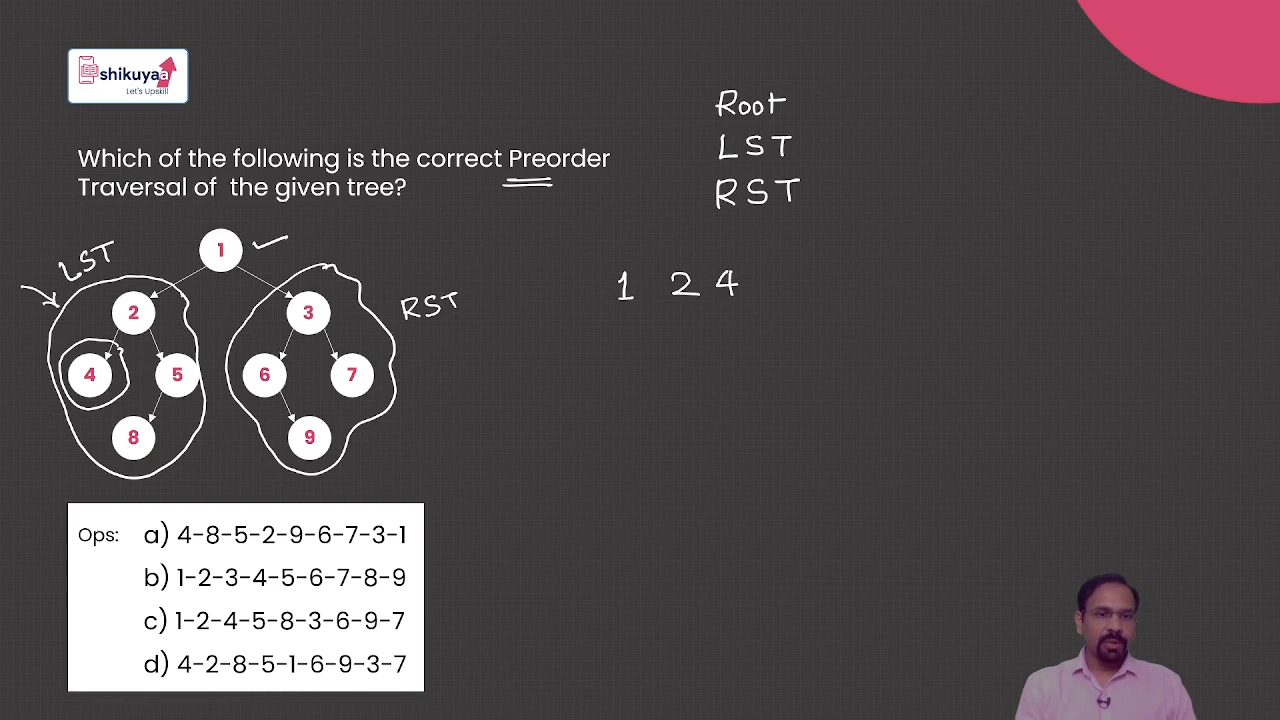 shikuyaa
Let's Upskill
Root
LST
RST
Which of the following is the correct Preorder
Traversal of the given tree?
1
LST
2
3
RST
1 2 4
4
5
6
7
8
9
Ops: a) 4-8-5-2-9-6-7-3-1
b) 1-2-3-4-5-6-7-8-9
c) 1-2-4-5-8-3-6-9-7
d) 4-2-8-5-1-6-9-3-7